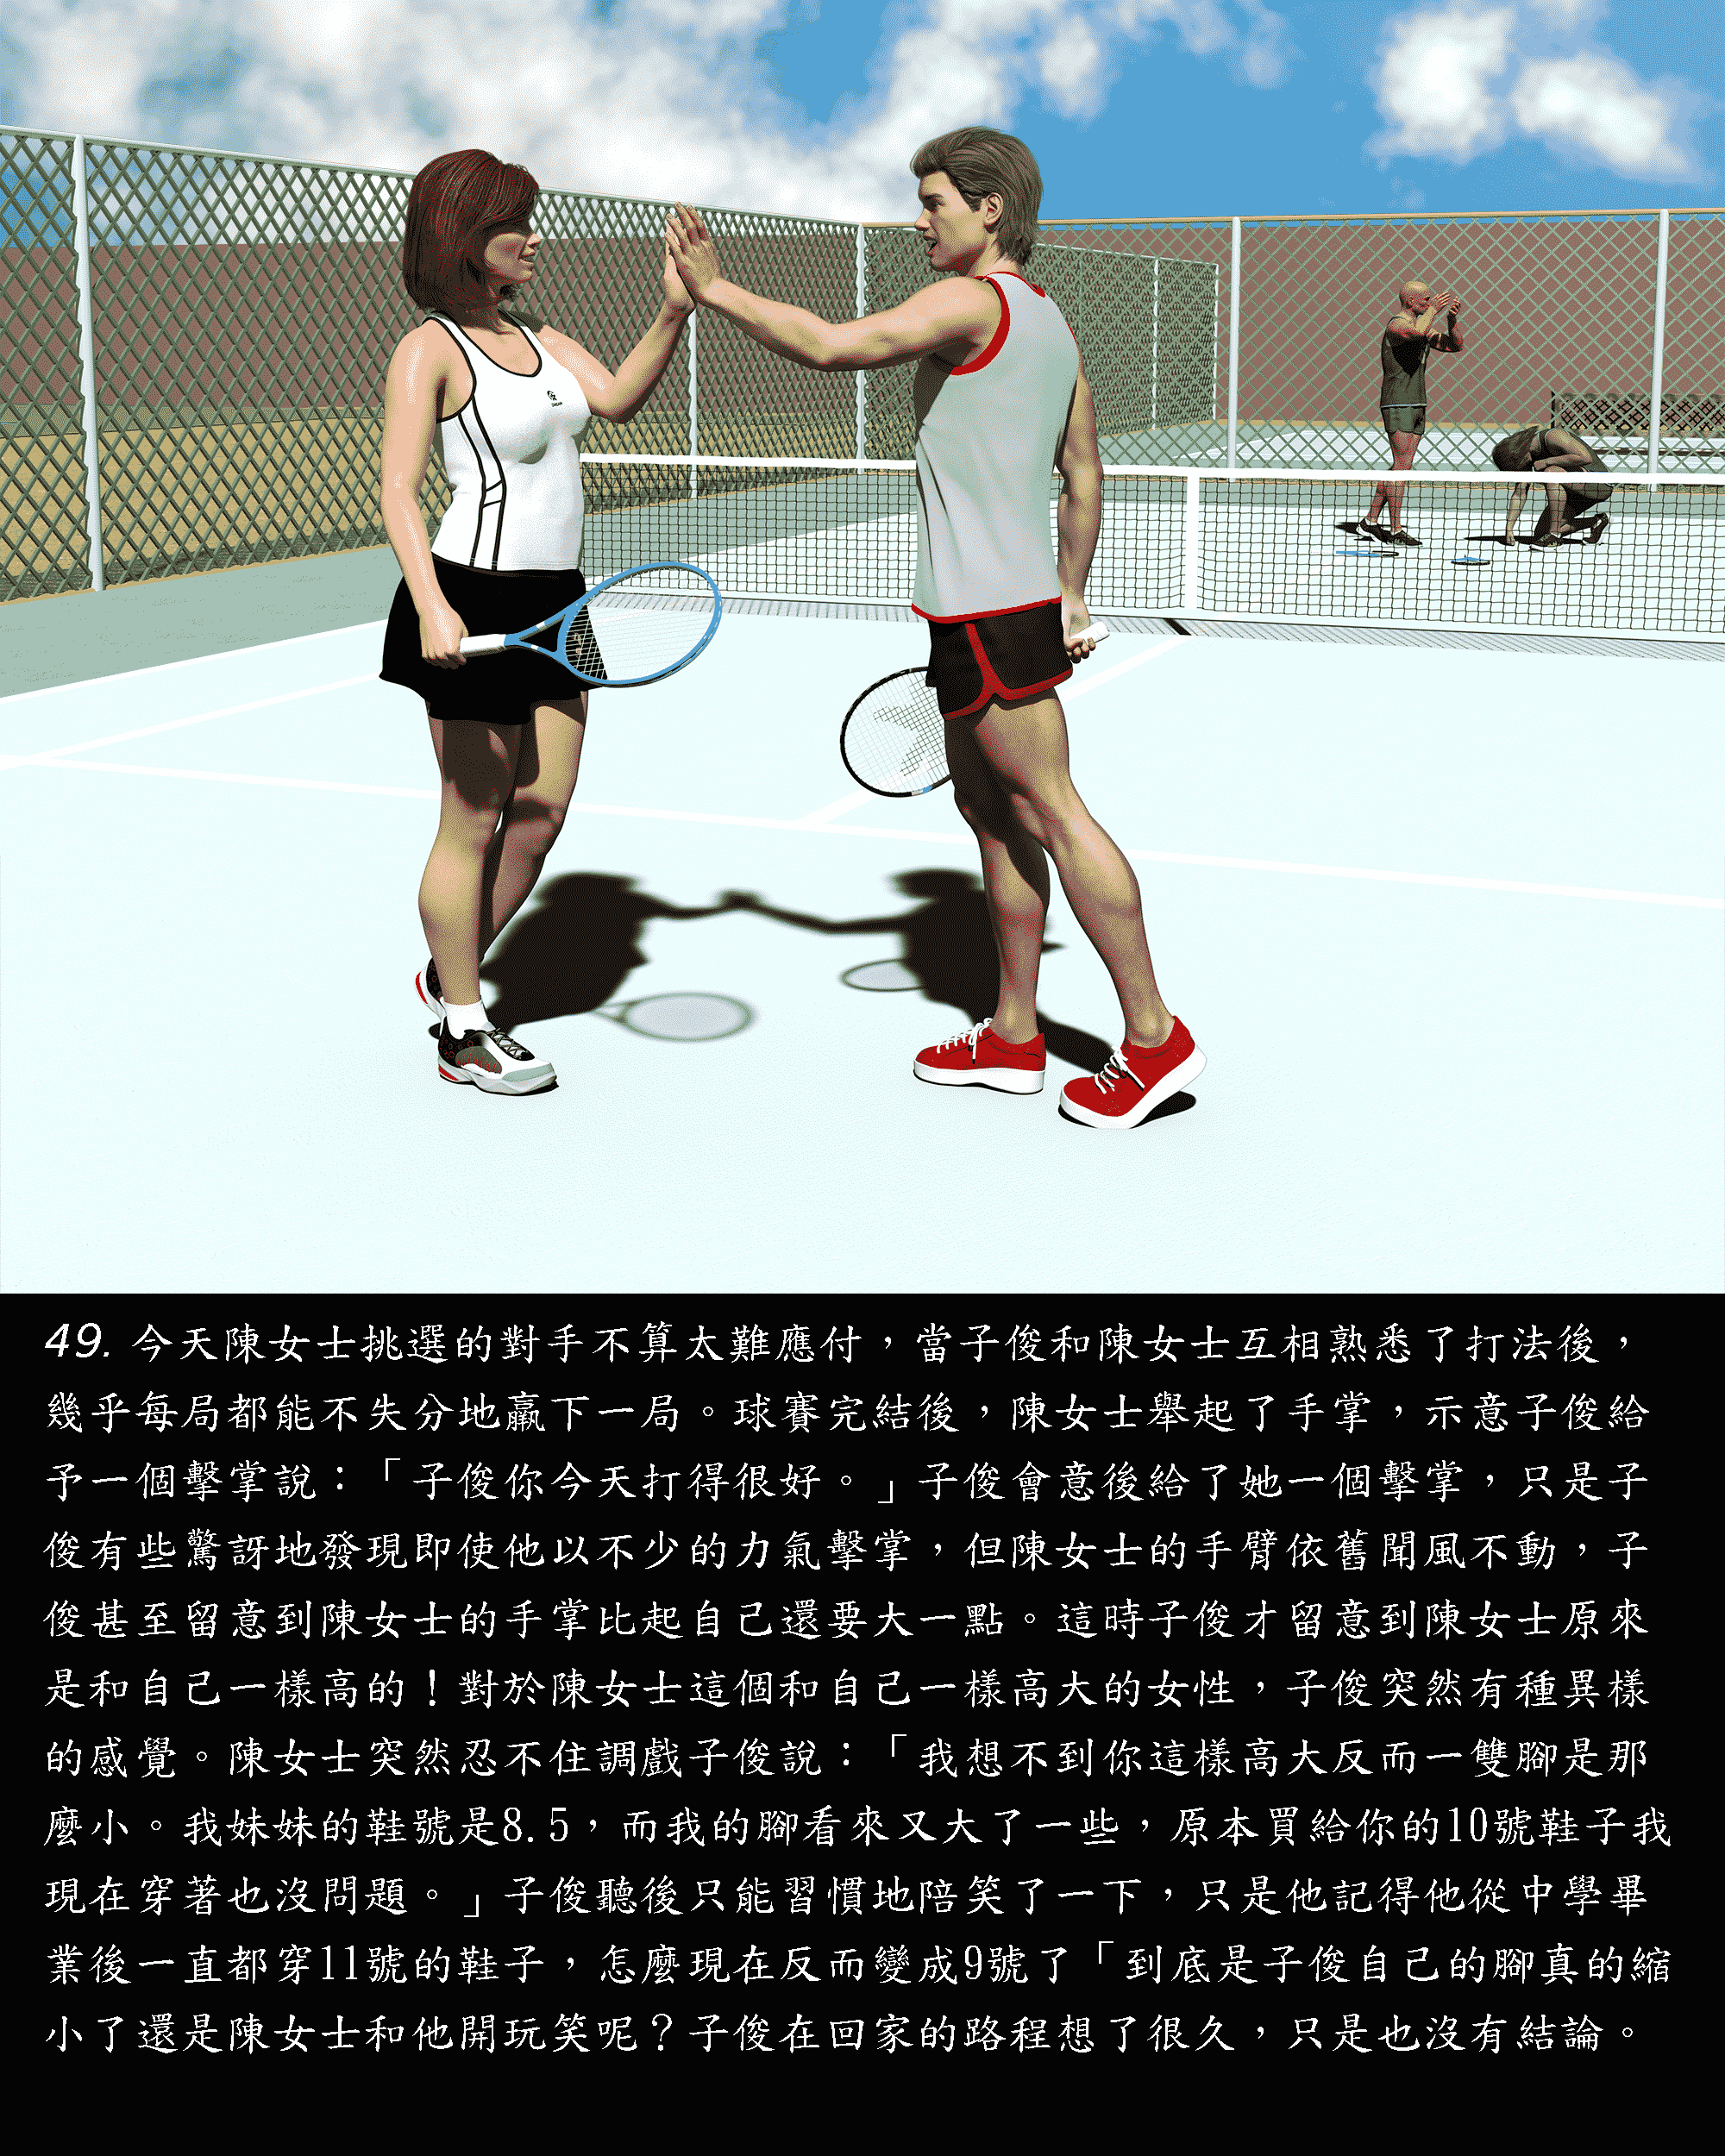 49. 今天陳女士挑選的對手不算太難應付，當子俊和陳女士互相熟悉了打法後，
幾乎每局都能不失分地羸下一局。球賽完結後，陳女士舉起了手掌，示意子俊給
予一個擊掌說：「子俊你今天打得很好。」子俊會意後給了她一個擊掌，只是子
俊有些驚訝地發現即使他以不少的力氣擊掌，但陳女士的手臂依舊聞風不動，子
俊甚至留意到陳女士的手掌比起自己還要大一點。這時子俊才留意到陳女士原來
是和自己一樣高的！對於陳女士這個和自己一樣高大的女性，子俊突然有種異樣
的感覺。陳女士突然忍不住調戲子俊說：「我想不到你這樣高大反而一雙腳是那
麼小。我妹妹的鞋號是8.5，而我的腳看來又大了一些，原本買給你的10號鞋子我
現在穿著也沒問題。」子俊聽後只能習慣地陪笑了一下，只是他記得他從中學畢
業後一直都穿11號的鞋子，怎麼現在反而變成9號了「到底是子俊自己的腳真的縮
小了還是陳女士和他開玩笑呢？子俊在回家的路程想了很久，只是也沒有結論。